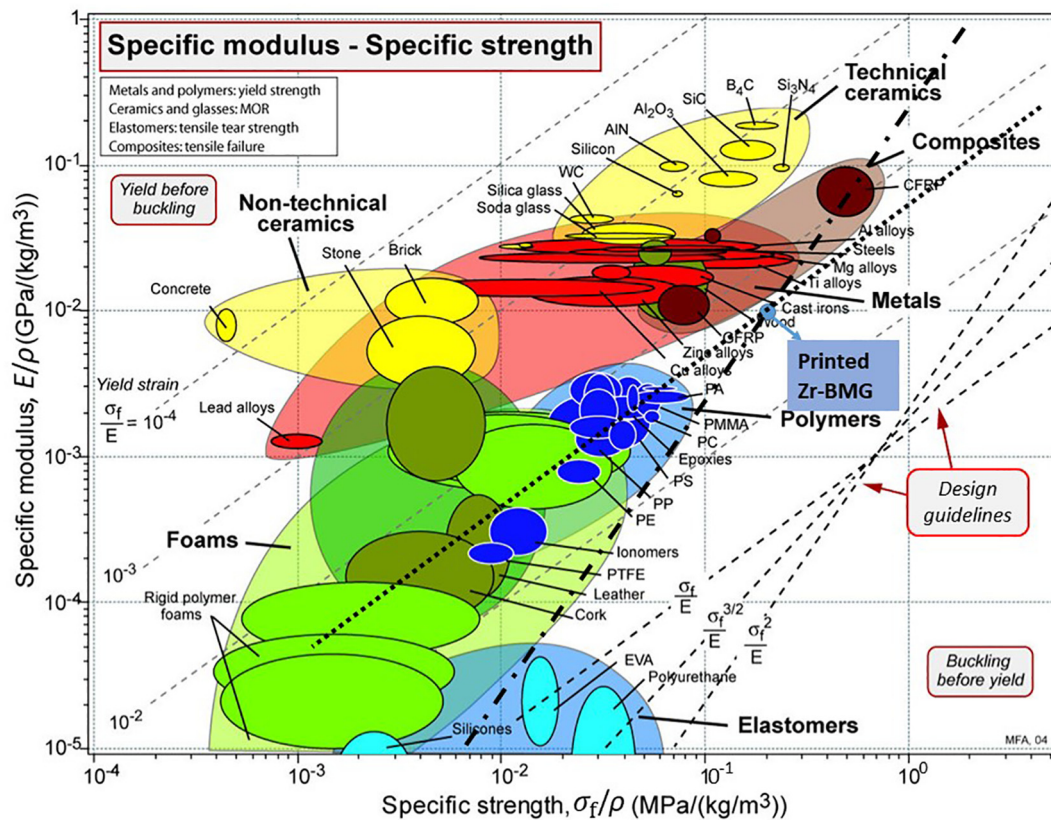 Specific modulus - Specific strength
Metals and polymers: yield strength
Ceramics and glasses: MOR
Elastomers: tensile tear strength
Composites: tensile failure
Yield before
buckling
Non-technical
ceramics
Technical
ceramics
Composites
Metals
Polymers
Foams
Elastomers
B₄C
Si₃N₄
SiC
Al₂O₃
AlN
Silicon
WC
Silica glass
Soda glass
Brick
Stone
Concrete
CFRP
Al alloys
Steels
Mg alloys
Ti alloys
Cast irons
Wood
GFRP
Zinc alloys
Cu alloys
Lead alloys
Printed
Zr-BMG
PA
PMMA
PC
Epoxies
PS
PP
PE
Ionomers
PTFE
Leather
Cork
Rigid polymer
foams
EVA
Polyurethane
Silicones
Yield strain
σf/E = 10⁻⁴
10⁻³
10⁻²
Design
guidelines
σf/E
σf^3/2/E
σf²/E
Buckling
before yield
MFA, 04
Specific modulus, E/ρ (GPa/(kg/m³))
1
10⁻¹
10⁻²
10⁻³
10⁻⁴
10⁻⁵
10⁻⁴
10⁻³
10⁻²
10⁻¹
10⁰
Specific strength, σf/ρ (MPa/(kg/m³))